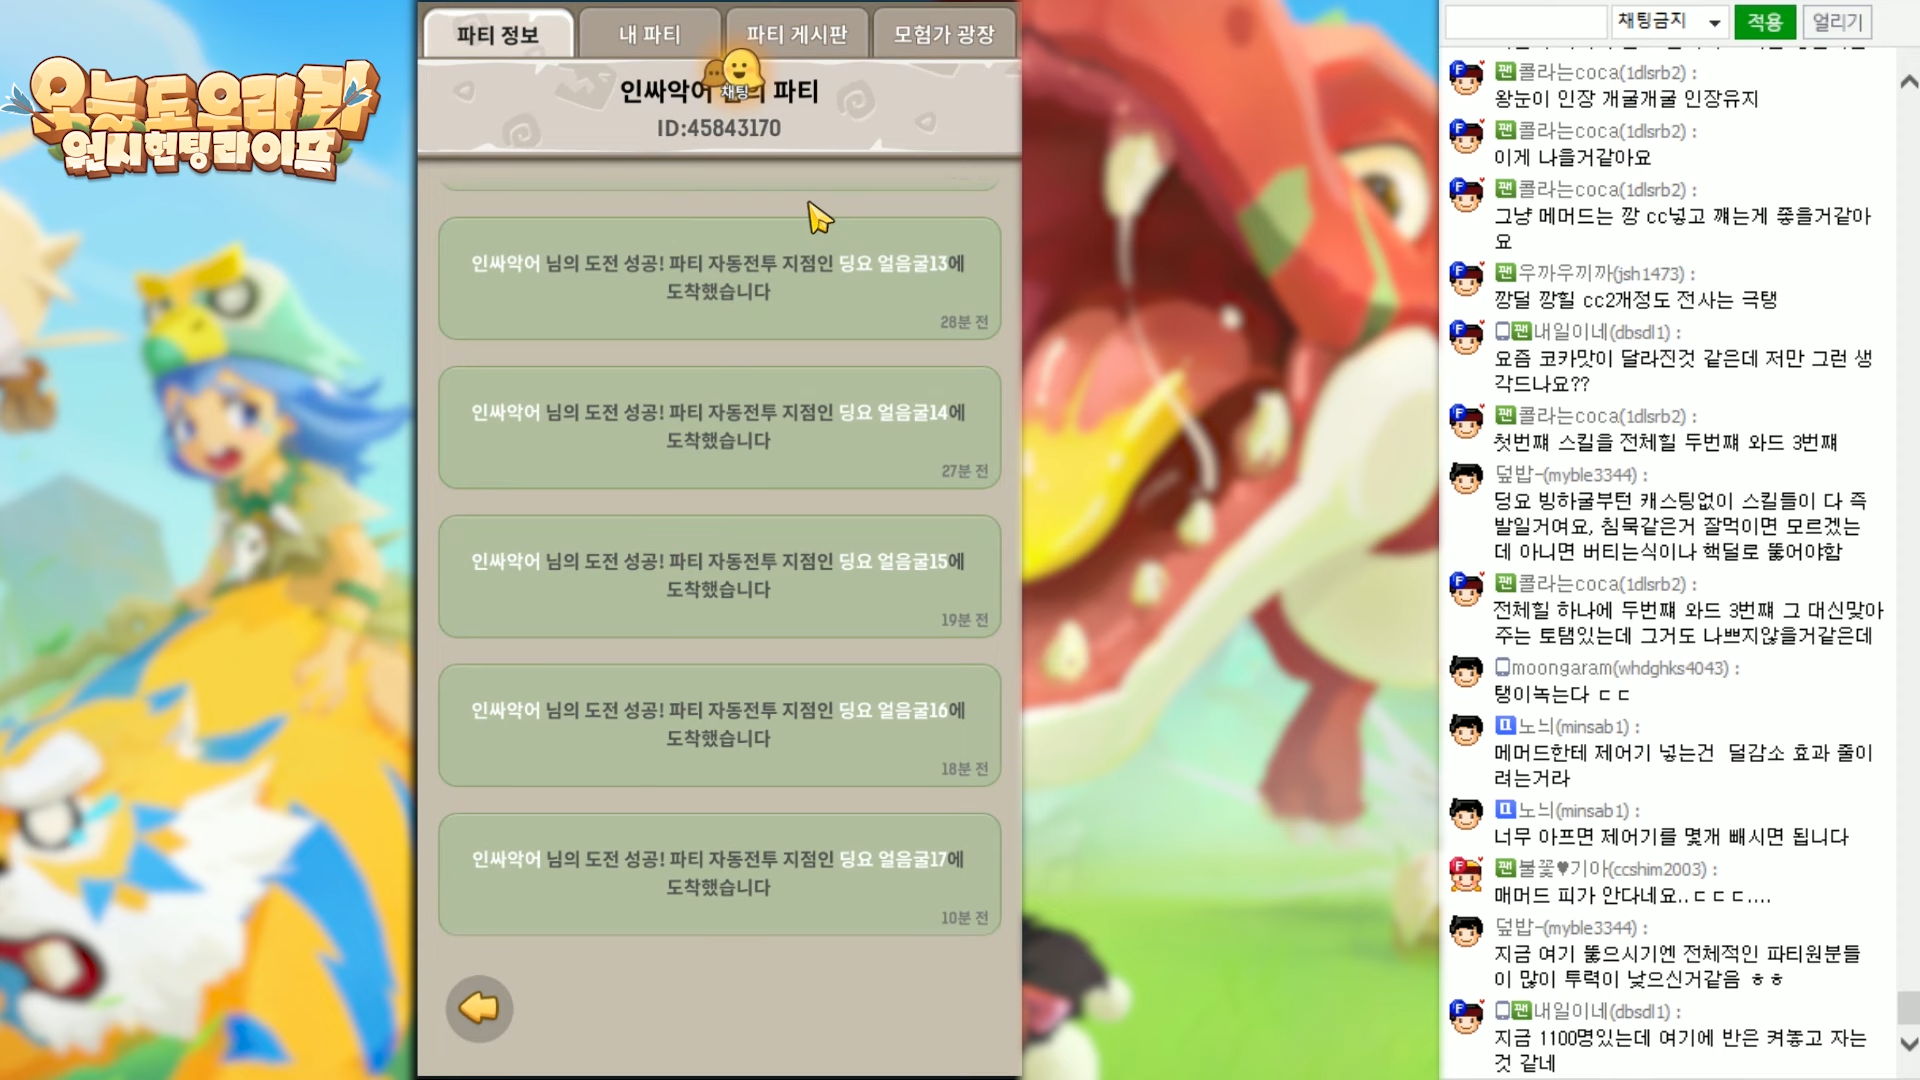 오늘도 우라라
원시헌팅라이프
파티 정보
내 파티
파티 게시판
모험가 광장
채팅
ID:45843170
인싸악어 님의 도전 성공! 파티 자동전투 지점인 딩요 얼음굴13에
도착했습니다
28분 전
인싸악어 님의 도전 성공! 파티 자동전투 지점인 딩요 얼음굴14에
도착했습니다
27분 전
인싸악어 님의 도전 성공! 파티 자동전투 지점인 딩요 얼음굴15에
도착했습니다
19분 전
인싸악어 님의 도전 성공! 파티 자동전투 지점인 딩요 얼음굴16에
도착했습니다
18분 전
인싸악어 님의 도전 성공! 파티 자동전투 지점인 딩요 얼음굴17에
도착했습니다
10분 전
채팅금지
적용
얼리기
팬 콜라는coca(1dlsrb2) :
왕눈이 인장 개굴개굴 인장유지
팬 콜라는coca(1dlsrb2) :
이게 나을거같아요
팬 콜라는coca(1dlsrb2) :
그냥 메머드는 깡 cc넣고 깨는게 좋을거같아
요
팬 우까우끼까(jsh1473) :
깡딜 깡힐 cc2개정도 전사는 극탱
팬 내일이네(dbsdl1) :
요즘 코카맛이 달라진것 같은데 저만 그런 생
각드나요??
팬 콜라는coca(1dlsrb2) :
첫번째 스킬을 전체힐 두번째 와드 3번째
덮밥-(myble3344) :
딩요 빙하굴부턴 캐스팅없이 스킬들이 다 즉
발일거여요, 침묵같은거 잘먹이면 모르겠는
데 아니면 버티는식이나 핵딜로 뚫어야함
팬 콜라는coca(1dlsrb2) :
전체힐 하나에 두번째 와드 3번째 그 대신맞아
주는 토탬있는데 그거도 나쁘지않을거같은데
moongaram(whdghks4043) :
탱이녹는다 ㄷㄷ
노늬(minsab1) :
메머드한테 제어기 넣는건 덜감소 효과 줄이
려는거라
노늬(minsab1) :
너무 아프면 제어기를 몇개 빼시면 됩니다
팬 불꽃♥기아(ccshim2003) :
매머드 피가 안다네요..ㄷㄷㄷ....
덮밥-(myble3344) :
지금 여기 뚫으시기엔 전체적인 파티원분들
이 많이 투력이 낮으신거같음 ㅎㅎ
팬 내일이네(dbsdl1) :
지금 1100명있는데 여기에 반은 켜놓고 자는
것 같네